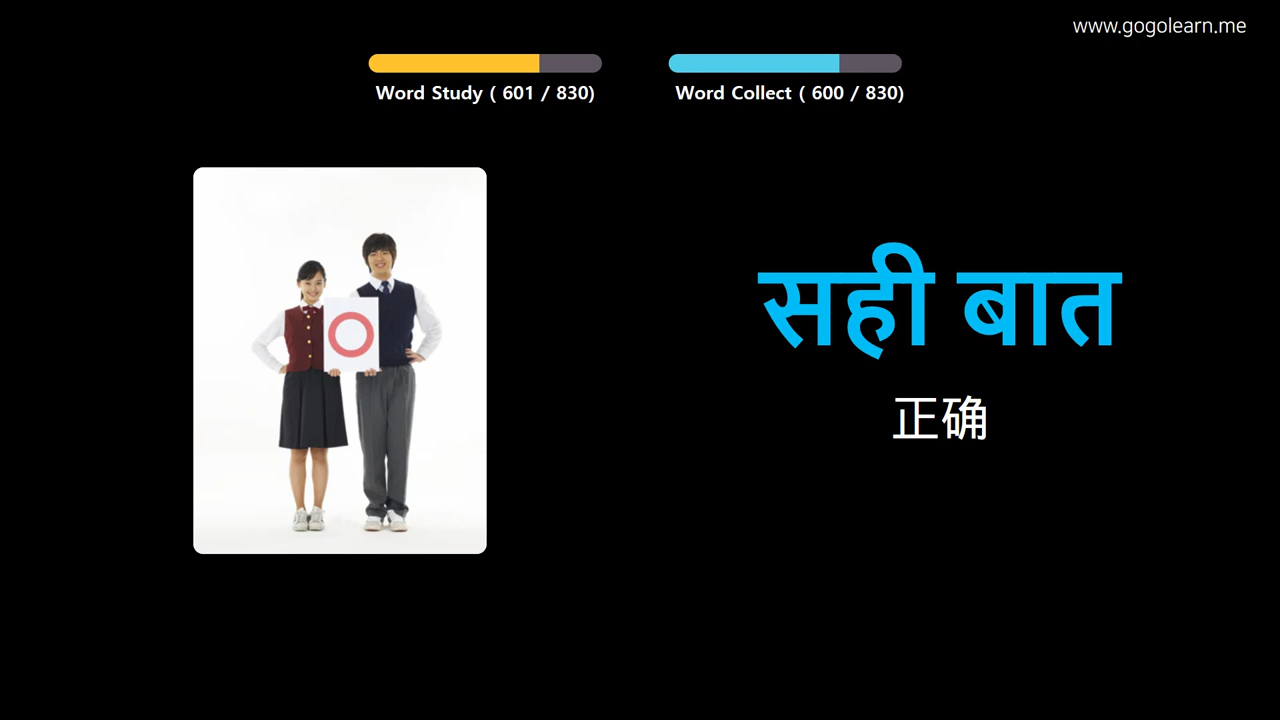 www.gogolearn.me
Word Study ( 601 / 830)
Word Collect ( 600 / 830)
सही बात
正确